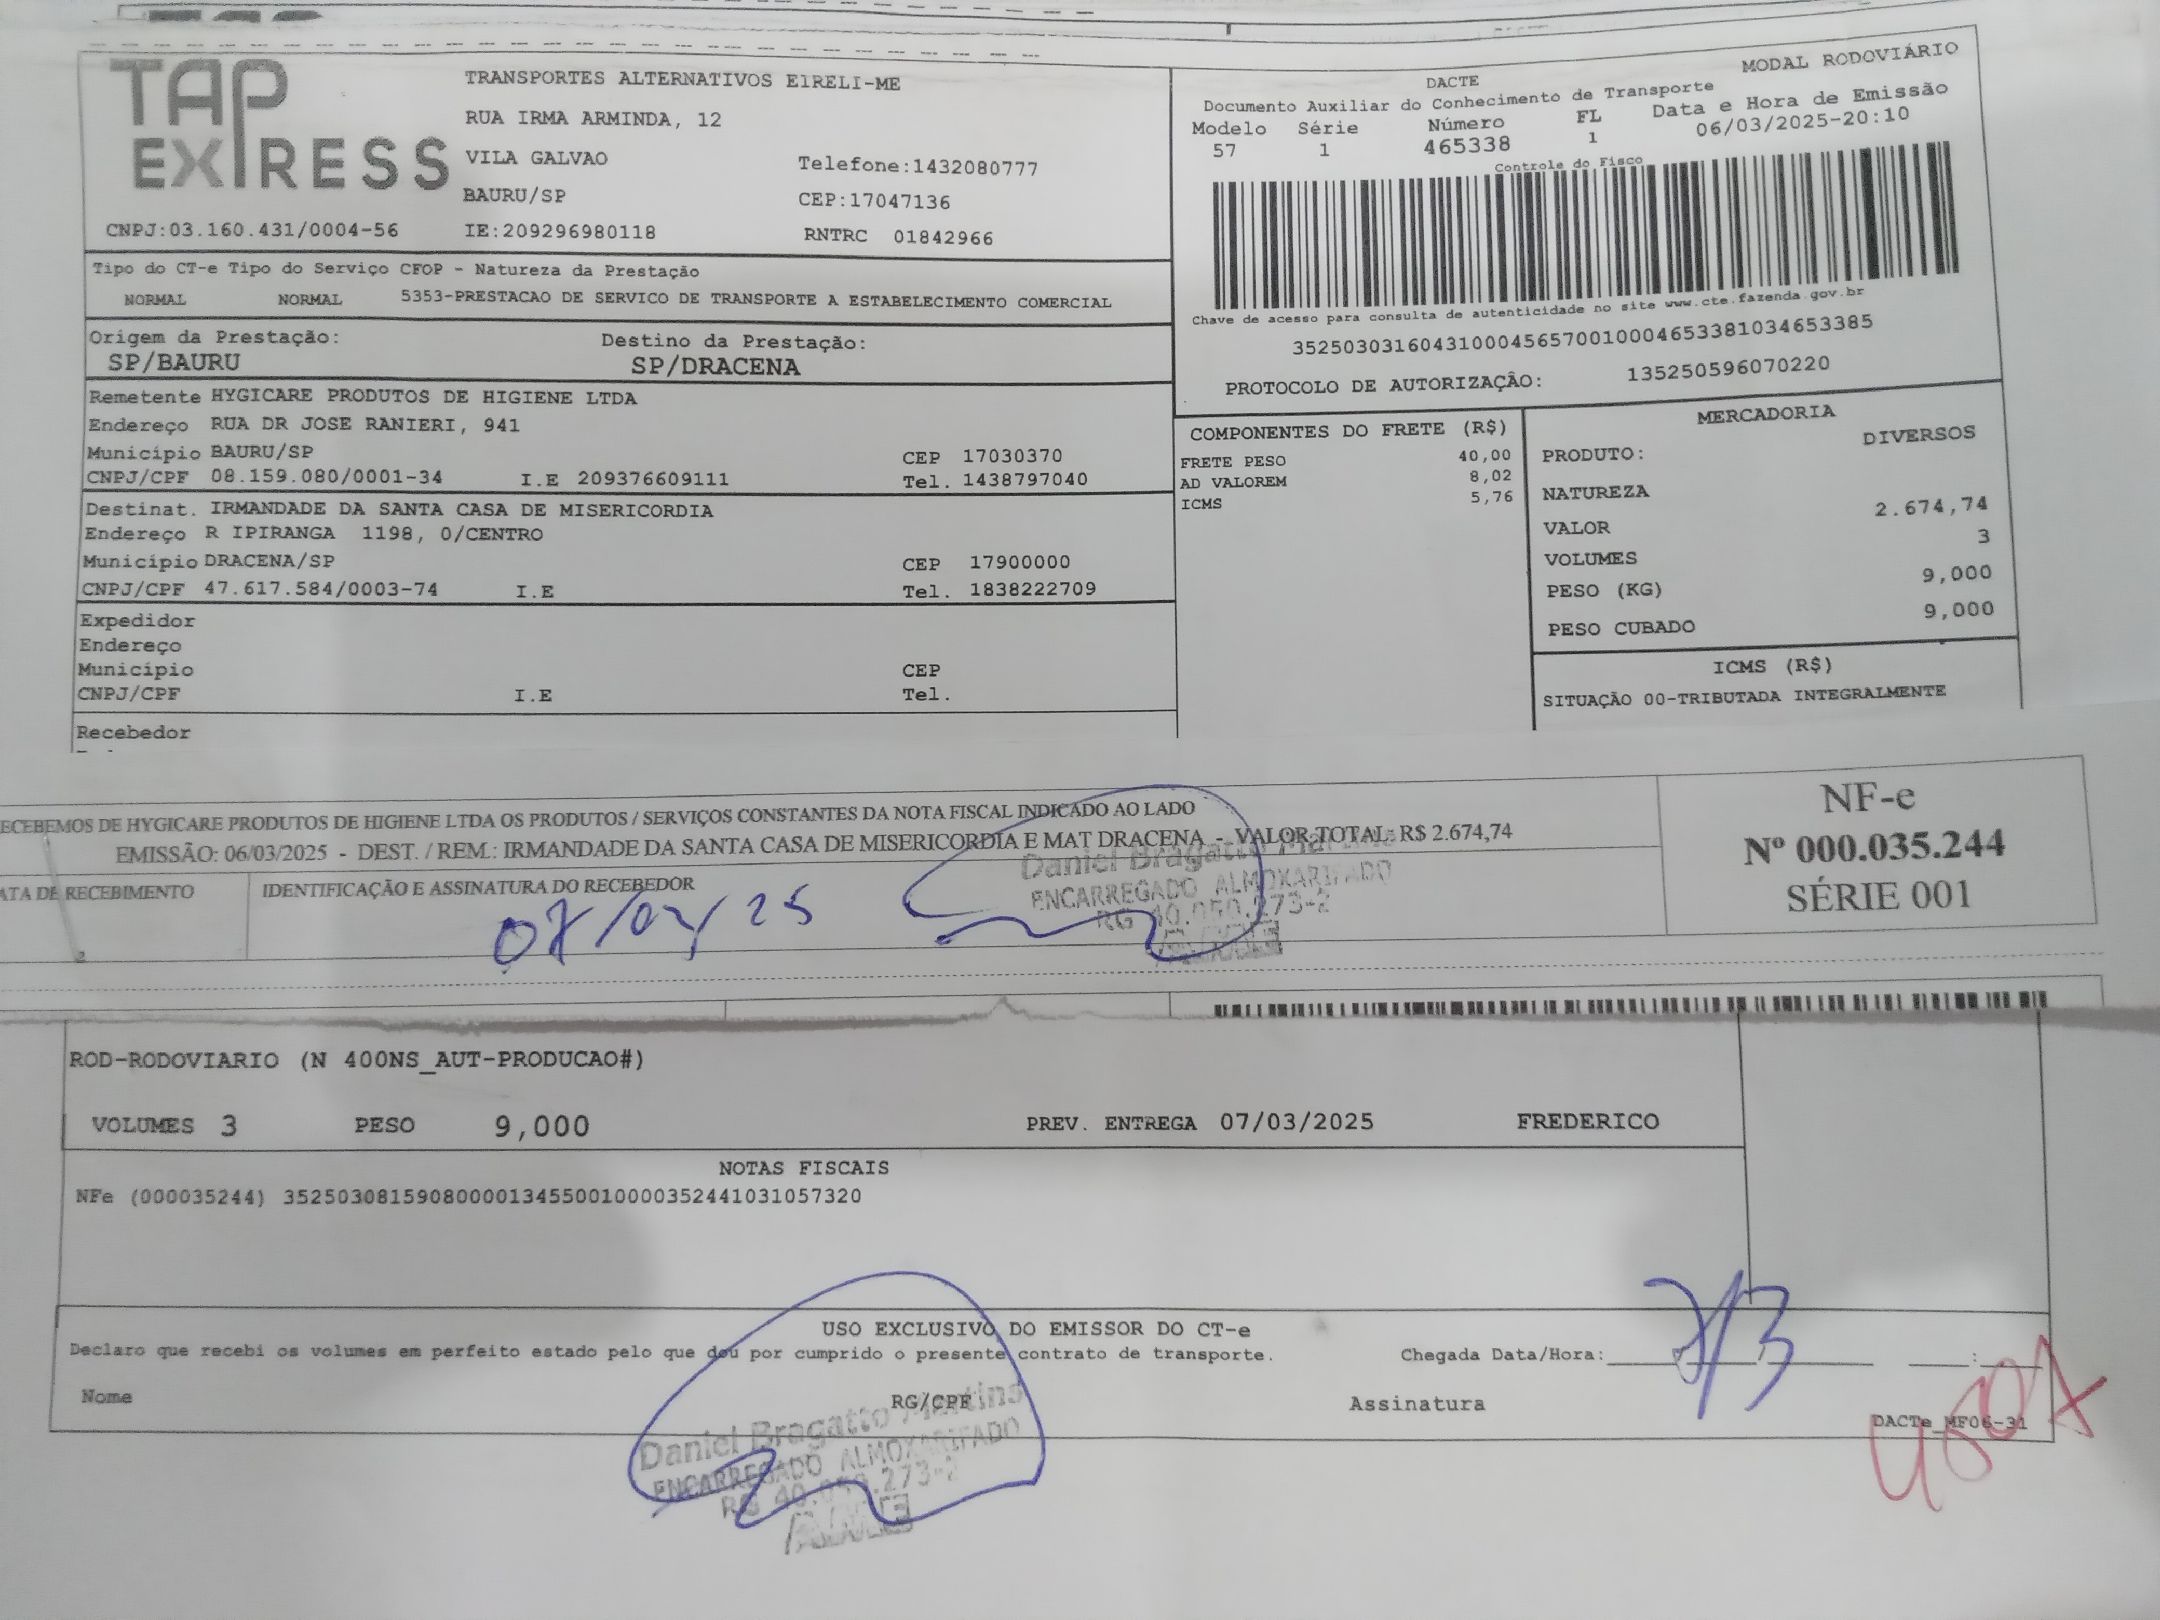 TAP EXPRESS
TRANSPORTES ALTERNATIVOS E1RELI-ME
RUA IRMA ARMINDA, 12
VILA GALVAO
Telefone:1432080777
BAURU/SP
CEP:17047136
CNPJ:03.160.431/0004-56
IE:209296980118
RNTRC 01842966
MODAL RODOVIÁRIO
DACTE
Documento Auxiliar do Conhecimento de Transporte
Modelo Série Número FL Data e Hora de Emissão
57 1 465338 1 06/03/2025-20:10
Controle do Fisco
Chave de acesso para consulta de autenticidade no site www.cte.fazenda.gov.br
35250303160431000456570010004653381034653385
PROTOCOLO DE AUTORIZAÇÃO: 135250596070220
Tipo do CT-e Tipo do Serviço CFOP - Natureza da Prestação
NORMAL NORMAL 5353-PRESTACAO DE SERVICO DE TRANSPORTE A ESTABELECIMENTO COMERCIAL
Origem da Prestação: Destino da Prestação:
SP/BAURU SP/DRACENA
Remetente HYGICARE PRODUTOS DE HIGIENE LTDA
Endereço RUA DR JOSE RANIERI, 941
Município BAURU/SP CEP 17030370
CNPJ/CPF 08.159.080/0001-34 I.E 209376609111 Tel. 1438797040
Destinat. IRMANDADE DA SANTA CASA DE MISERICORDIA
Endereço R IPIRANGA 1198, 0/CENTRO
Município DRACENA/SP CEP 17900000
CNPJ/CPF 47.617.584/0003-74 I.E Tel. 1838222709
Expedidor
Endereço
Município CEP
CNPJ/CPF I.E Tel.
Recebedor
COMPONENTES DO FRETE (R$)
FRETE PESO 40,00
AD VALOREM 8,02
ICMS 5,76
MERCADORIA
PRODUTO: DIVERSOS
NATUREZA
VALOR 2.674,74
VOLUMES 3
PESO (KG) 9,000
PESO CUBADO 9,000
ICMS (R$)
SITUAÇÃO 00-TRIBUTADA INTEGRALMENTE
ECEBEMOS DE HYGICARE PRODUTOS DE HIGIENE LTDA OS PRODUTOS / SERVIÇOS CONSTANTES DA NOTA FISCAL INDICADO AO LADO
EMISSÃO: 06/03/2025 - DEST. / REM.: IRMANDADE DA SANTA CASA DE MISERICORDIA E MAT DRACENA - VALOR TOTAL: R$ 2.674,74
ATA DE RECEBIMENTO IDENTIFICAÇÃO E ASSINATURA DO RECEBEDOR
07/03/25
Daniel Bragatto Martins
ENCARREGADO ALMOXARIFADO
RG 40.050.273-2
NF-e
Nº 000.035.244
SÉRIE 001
ROD-RODOVIARIO (N 400NS_AUT-PRODUCAO#)
VOLUMES 3 PESO 9,000 PREV. ENTREGA 07/03/2025 FREDERICO
NOTAS FISCAIS
NFe (000035244) 35250308159080000134550010000352441031057320
USO EXCLUSIVO DO EMISSOR DO CT-e
Declaro que recebi os volumes em perfeito estado pelo que dou por cumprido o presente contrato de transporte.
Chegada Data/Hora: 7/3
Nome RG/CPF Assinatura
DACTe_MF06-31
Daniel Bragatto Martins
ENCARREGADO ALMOXARIFADO
RG 40.050.273-2